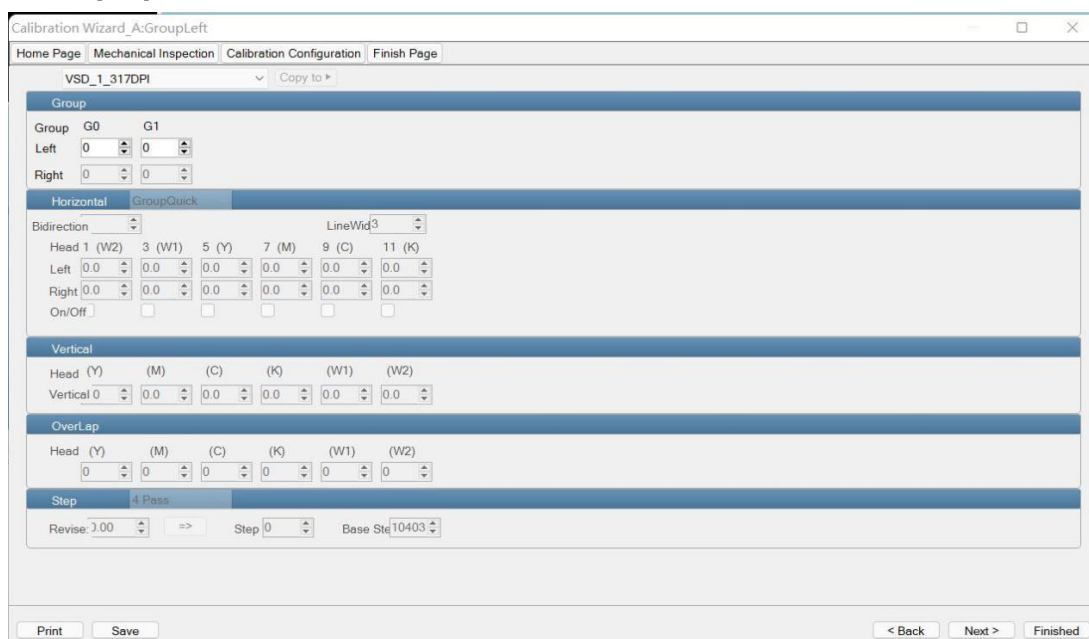 Calibration Wizard_A:GroupLeft
Home Page Mechanical Inspection Calibration Configuration Finish Page
VSD_1_317DPI Copy to
Group
Group G0 G1
Left 0 0
Right 0 0
Horizontal GroupQuick
Bidirection LineWid 3
Head 1 (W2) 3 (W1) 5 (Y) 7 (M) 9 (C) 11 (K)
Left 0.0 0.0 0.0 0.0 0.0 0.0
Right 0.0 0.0 0.0 0.0 0.0 0.0
On/Off
Vertical
Head (Y) (M) (C) (K) (W1) (W2)
Vertical 0 0.0 0.0 0.0 0.0 0.0
OverLap
Head (Y) (M) (C) (K) (W1) (W2)
0 0 0 0 0 0
Step 4 Pass
Revise: 0.00 => Step 0 Base Ste 10403
Print Save < Back Next > Finished